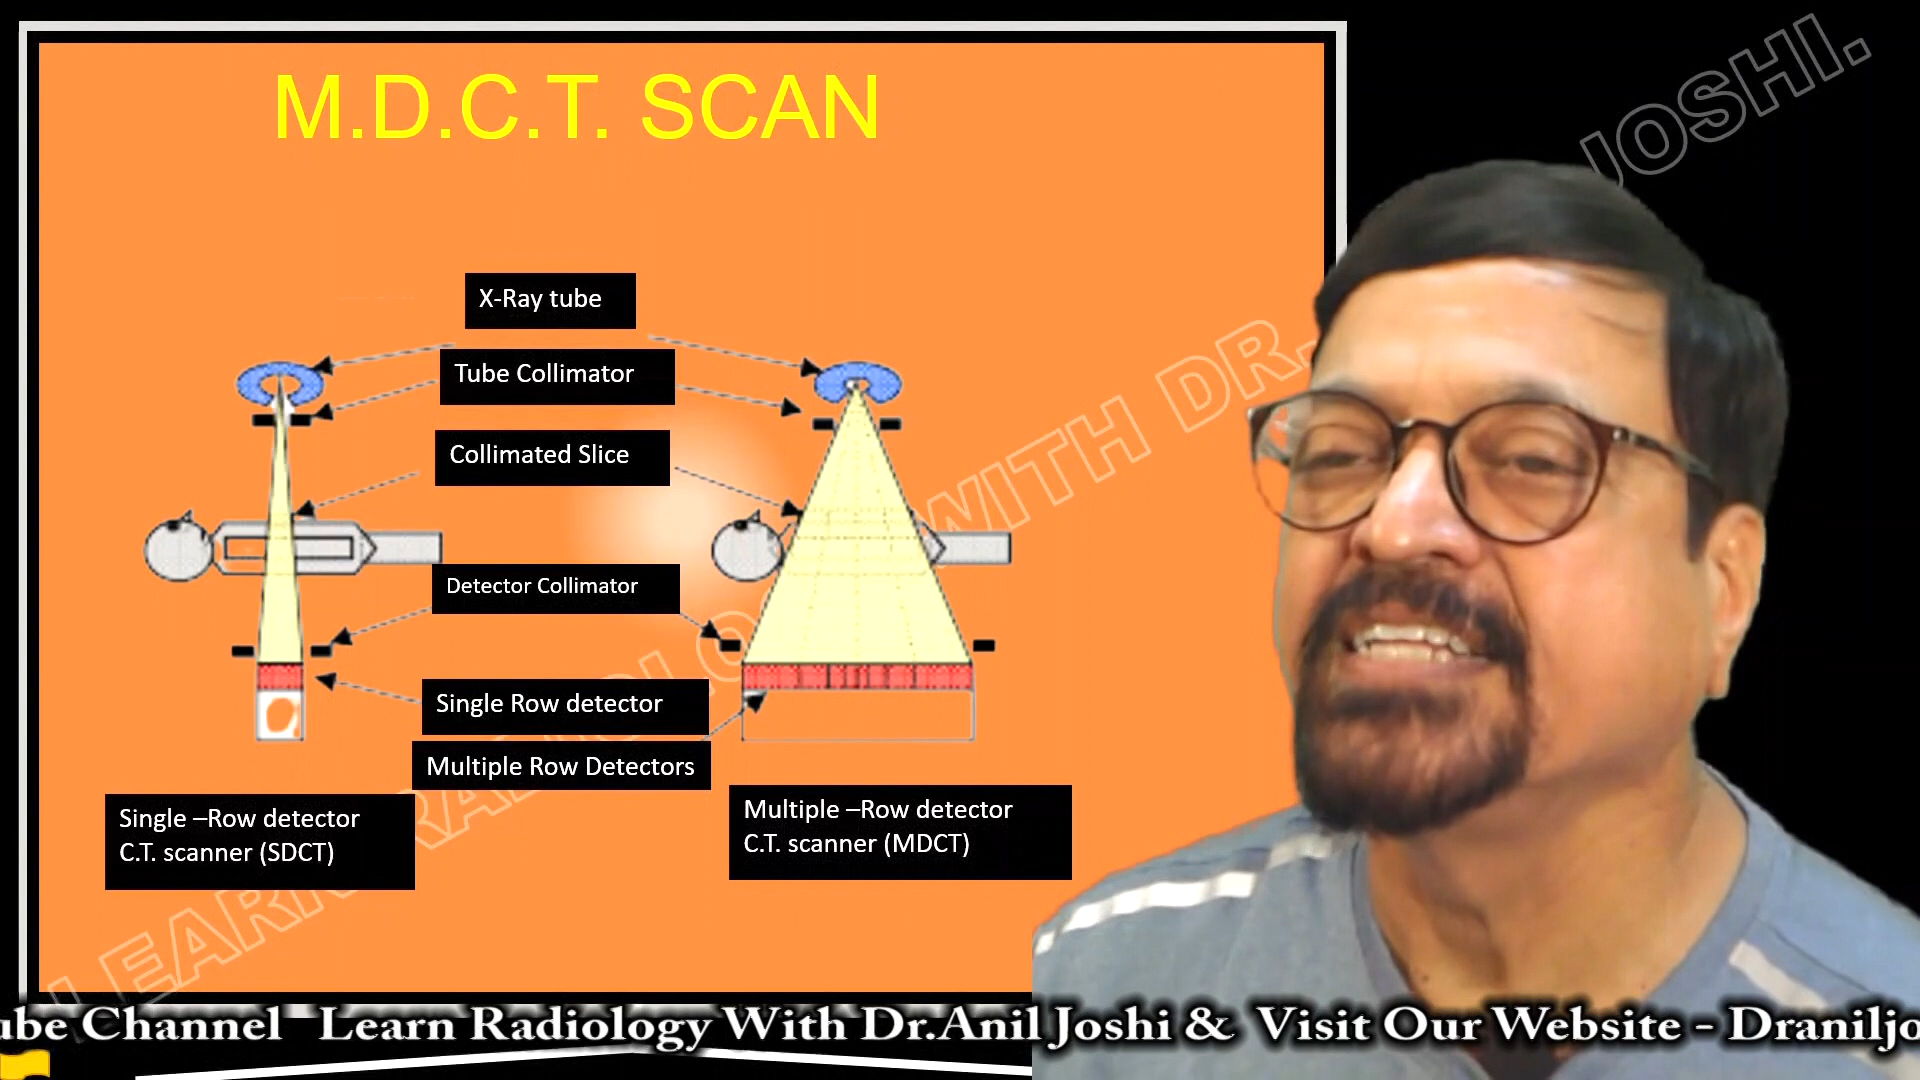 M.D.C.T. SCAN
X-Ray tube
Tube Collimator
Collimated Slice
Detector Collimator
Single Row detector
Multiple Row Detectors
Single –Row detector
C.T. scanner (SDCT)
Multiple –Row detector
C.T. scanner (MDCT)
LEARN RADIOLOGY WITH DR. JOSHI.
ube Channel Learn Radiology With Dr.Anil Joshi & Visit Our Website - Draniljo